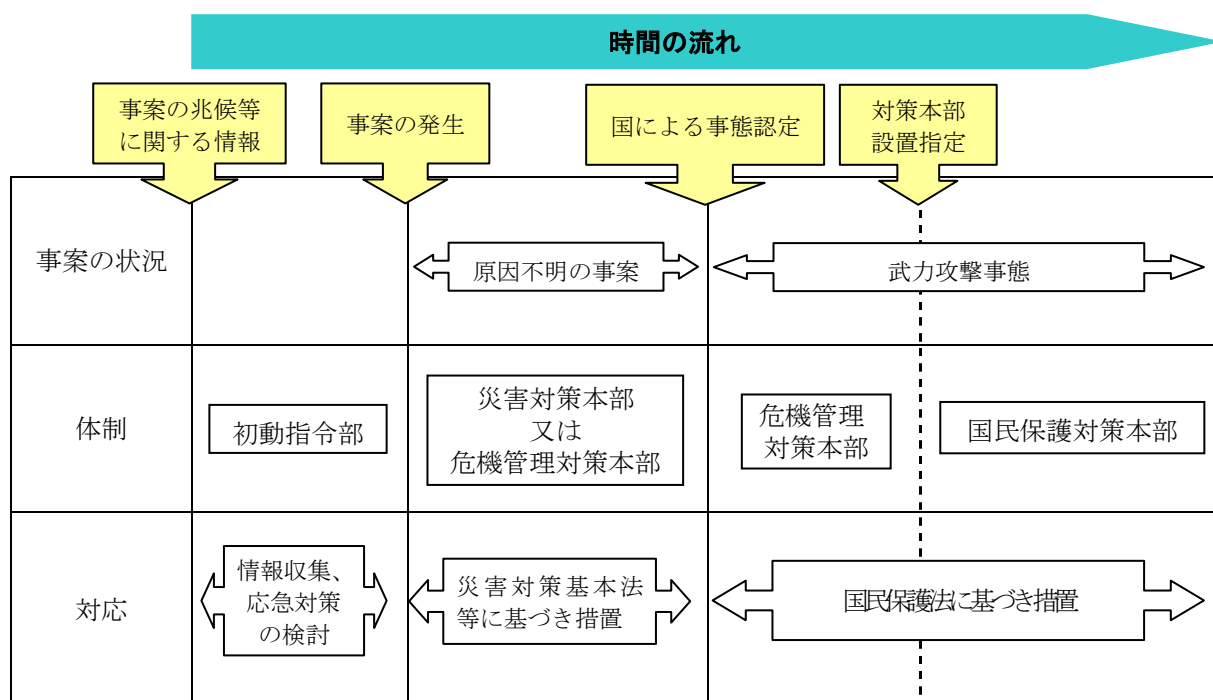 時間の流れ
事案の兆候等
に関する情報
事案の発生
国による事態認定
対策本部
設置指定
事案の状況
原因不明の事案
武力攻撃事態
体制
初動指令部
災害対策本部
又は
危機管理対策本部
危機管理
対策本部
国民保護対策本部
対応
情報収集、
応急対策
の検討
災害対策基本法
等に基づき措置
国民保護法に基づき措置